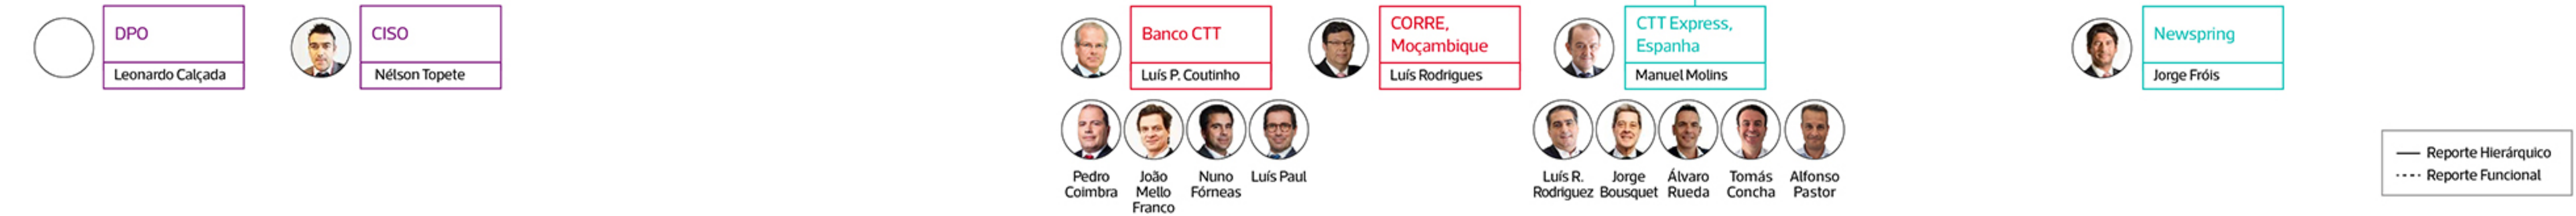 DPO
Leonardo Calçada
CISO
Nélson Topete
Banco CTT
Luís P. Coutinho
CORRE,
Moçambique
Luís Rodrigues
CTT Express,
Espanha
Manuel Molins
Newspring
Jorge Fróis
Pedro
Coimbra
João
Mello
Franco
Nuno
Fórneas
Luís Paul
Luís R.
Rodriguez
Jorge
Bousquet
Álvaro
Rueda
Tomás
Concha
Alfonso
Pastor
Reporte Hierárquico
Reporte Funcional